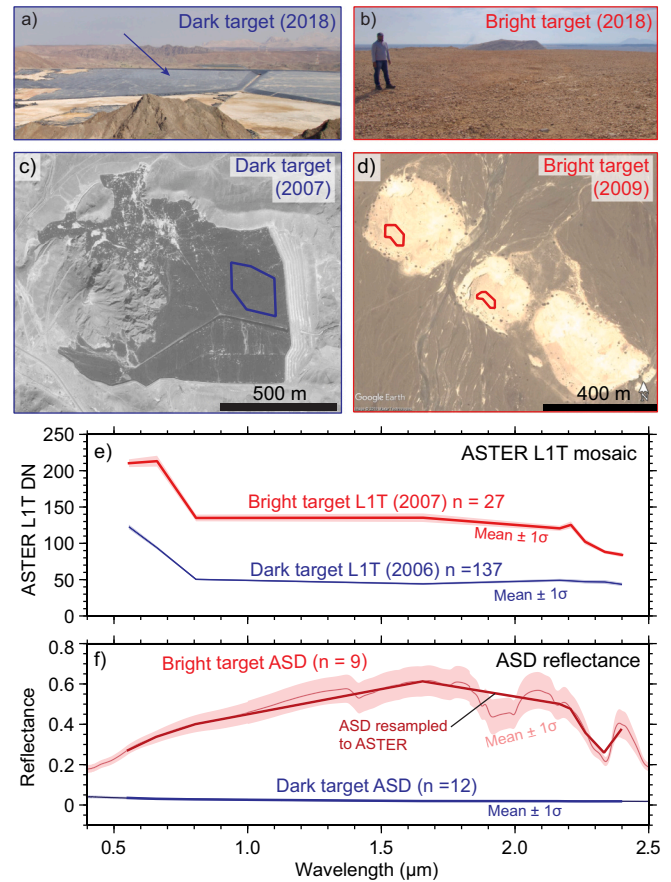 a)
Dark target (2018)
b)
Bright target (2018)
c)
Dark target
(2007)
500 m
d)
Bright target
(2009)
Google Earth
400 m
N
e)
ASTER L1T mosaic
250
200
150
100
50
0
ASTER L1T DN
Bright target L1T (2007) n = 27
Mean ± 1σ
Dark target L1T (2006) n =137
Mean ± 1σ
f)
Bright target ASD (n = 9)
ASD reflectance
0.8
0.6
0.4
0.2
0
Reflectance
ASD resampled
to ASTER
Mean ± 1σ
Dark target ASD (n =12)
Mean ± 1σ
0.5
1.0
1.5
2.0
2.5
Wavelength (µm)